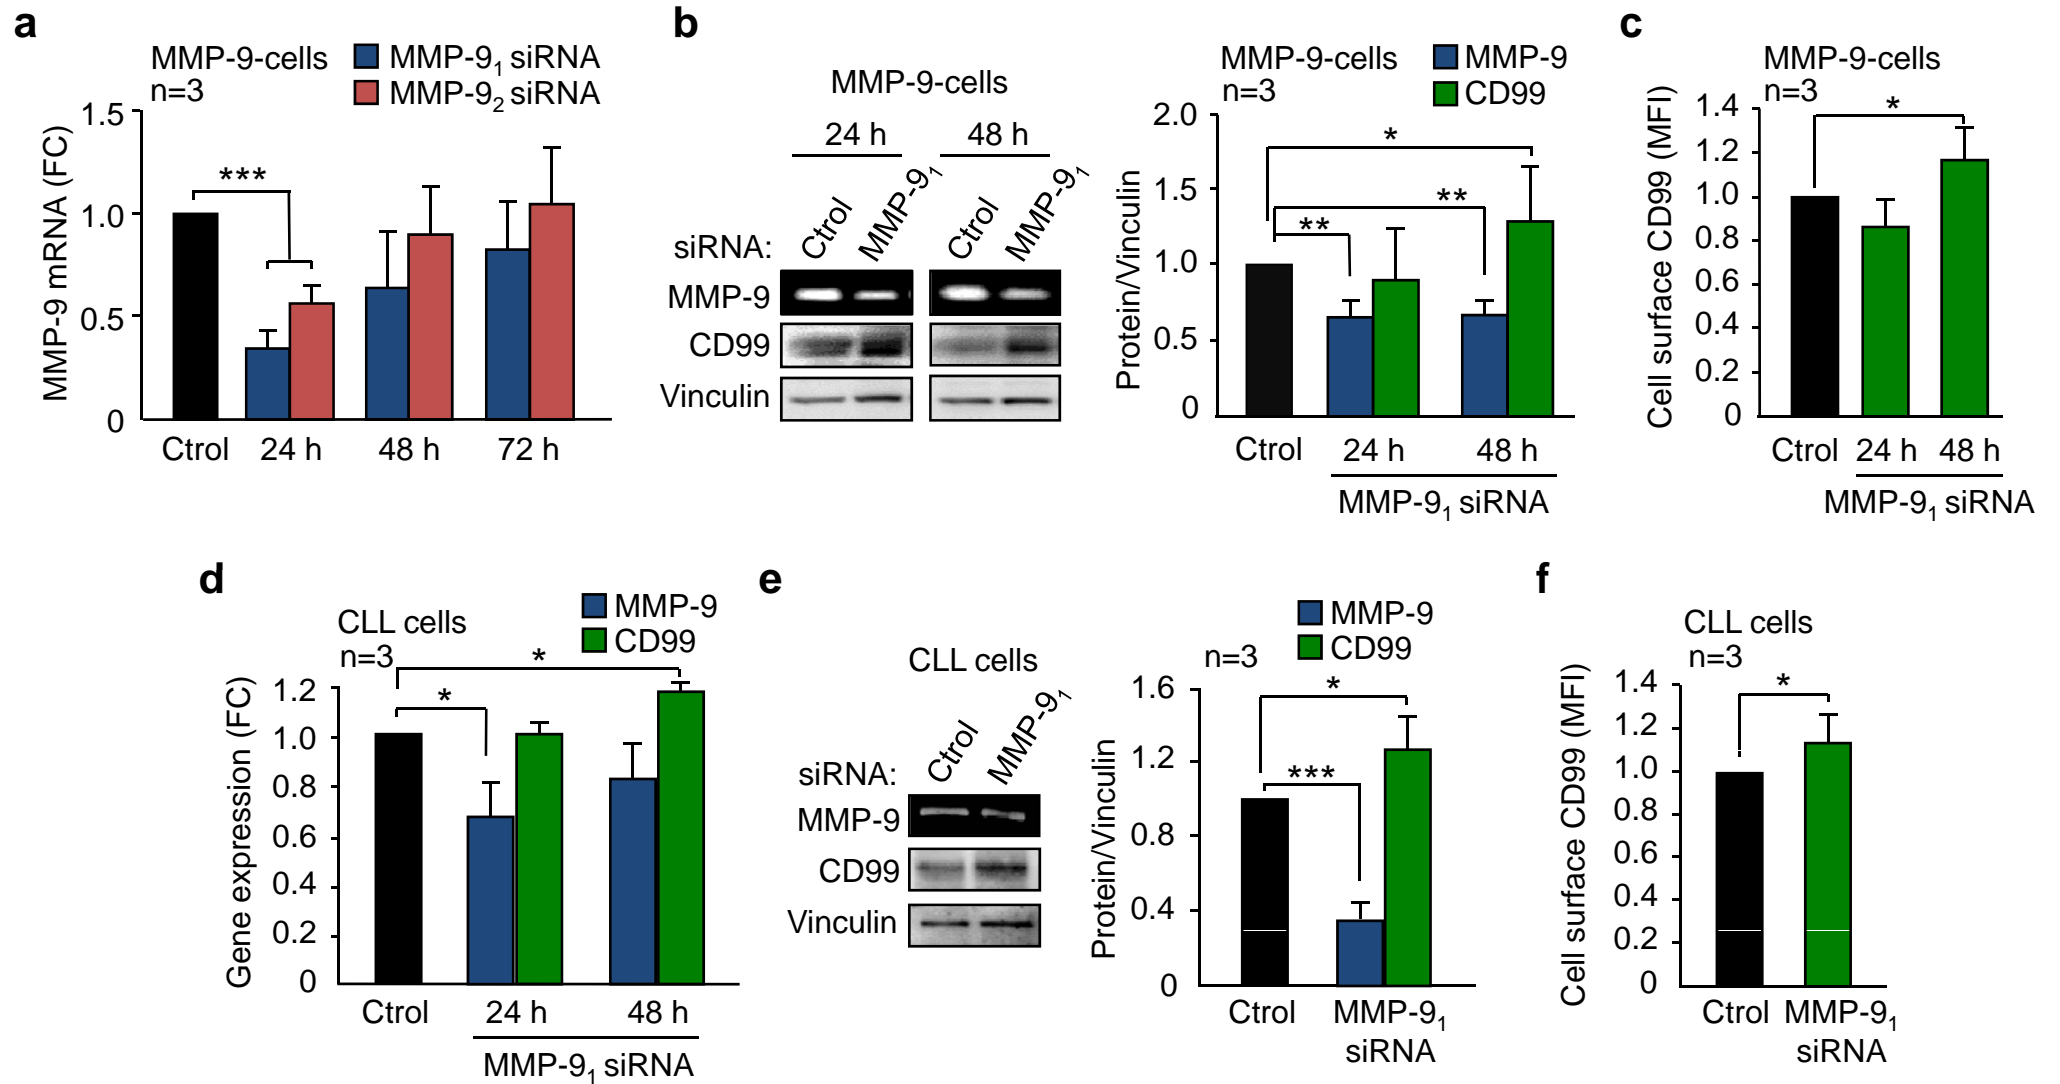 a
MMP-9-cells
n=3
MMP-9₁ siRNA
MMP-9₂ siRNA
MMP-9 mRNA (FC)
1.5
1.0
0.5
0
***
Ctrol 24 h 48 h 72 h
b
MMP-9-cells
24 h 48 h
siRNA: Ctrol MMP-9₁ Ctrol MMP-9₁
MMP-9
CD99
Vinculin
MMP-9-cells
n=3
MMP-9
CD99
Protein/Vinculin
2.0
1.5
1.0
0.5
0
*
**
**
Ctrol 24 h 48 h
MMP-9₁ siRNA
c
MMP-9-cells
n=3
Cell surface CD99 (MFI)
1.4
1.2
1.0
0.8
0.6
0.4
0.2
0
*
Ctrol 24 h 48 h
MMP-9₁ siRNA
d
CLL cells
n=3
MMP-9
CD99
Gene expression (FC)
1.2
1.0
0.8
0.6
0.4
0.2
0
*
*
Ctrol 24 h 48 h
MMP-9₁ siRNA
e
CLL cells
siRNA: Ctrol MMP-9₁
MMP-9
CD99
Vinculin
n=3
MMP-9
CD99
Protein/Vinculin
1.6
1.2
0.8
0.4
0
*
***
Ctrol MMP-9₁
siRNA
f
CLL cells
n=3
Cell surface CD99 (MFI)
1.4
1.2
1.0
0.8
0.6
0.4
0.2
0
*
Ctrol MMP-9₁
siRNA